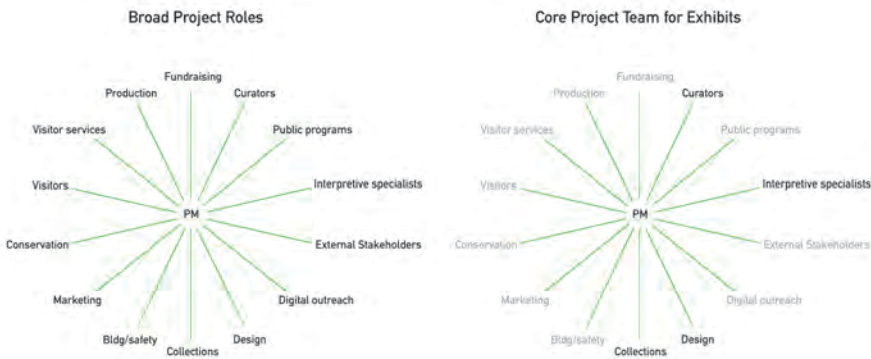 Broad Project Roles
Fundraising
Production
Curators
Visitor services
Public programs
Visitors
Interpretive specialists
PM
Conservation
External Stakeholders
Marketing
Digital outreach
Bldg/safety
Design
Collections
Core Project Team for Exhibits
Fundraising
Production
Curators
Visitor services
Public programs
Visitors
Interpretive specialists
PM
Conservation
External Stakeholders
Marketing
Digital outreach
Bldg/safety
Design
Collections